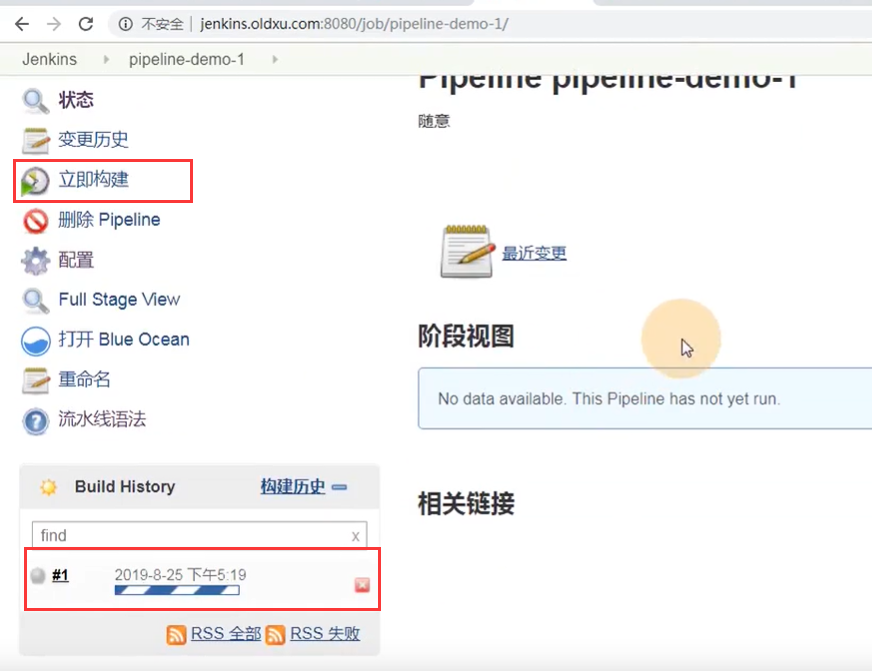 不安全 jenkins.oldxu.com:8080/job/pipeline-demo-1/
Jenkins pipeline-demo-1
状态
变更历史
立即构建
删除 Pipeline
配置
Full Stage View
打开 Blue Ocean
重命名
流水线语法
Build History 构建历史
find x
#1 2019-8-25 下午5:19
RSS 全部 RSS 失败
Pipeline pipeline-demo-1
随意
最近变更
阶段视图
No data available. This Pipeline has not yet run.
相关链接